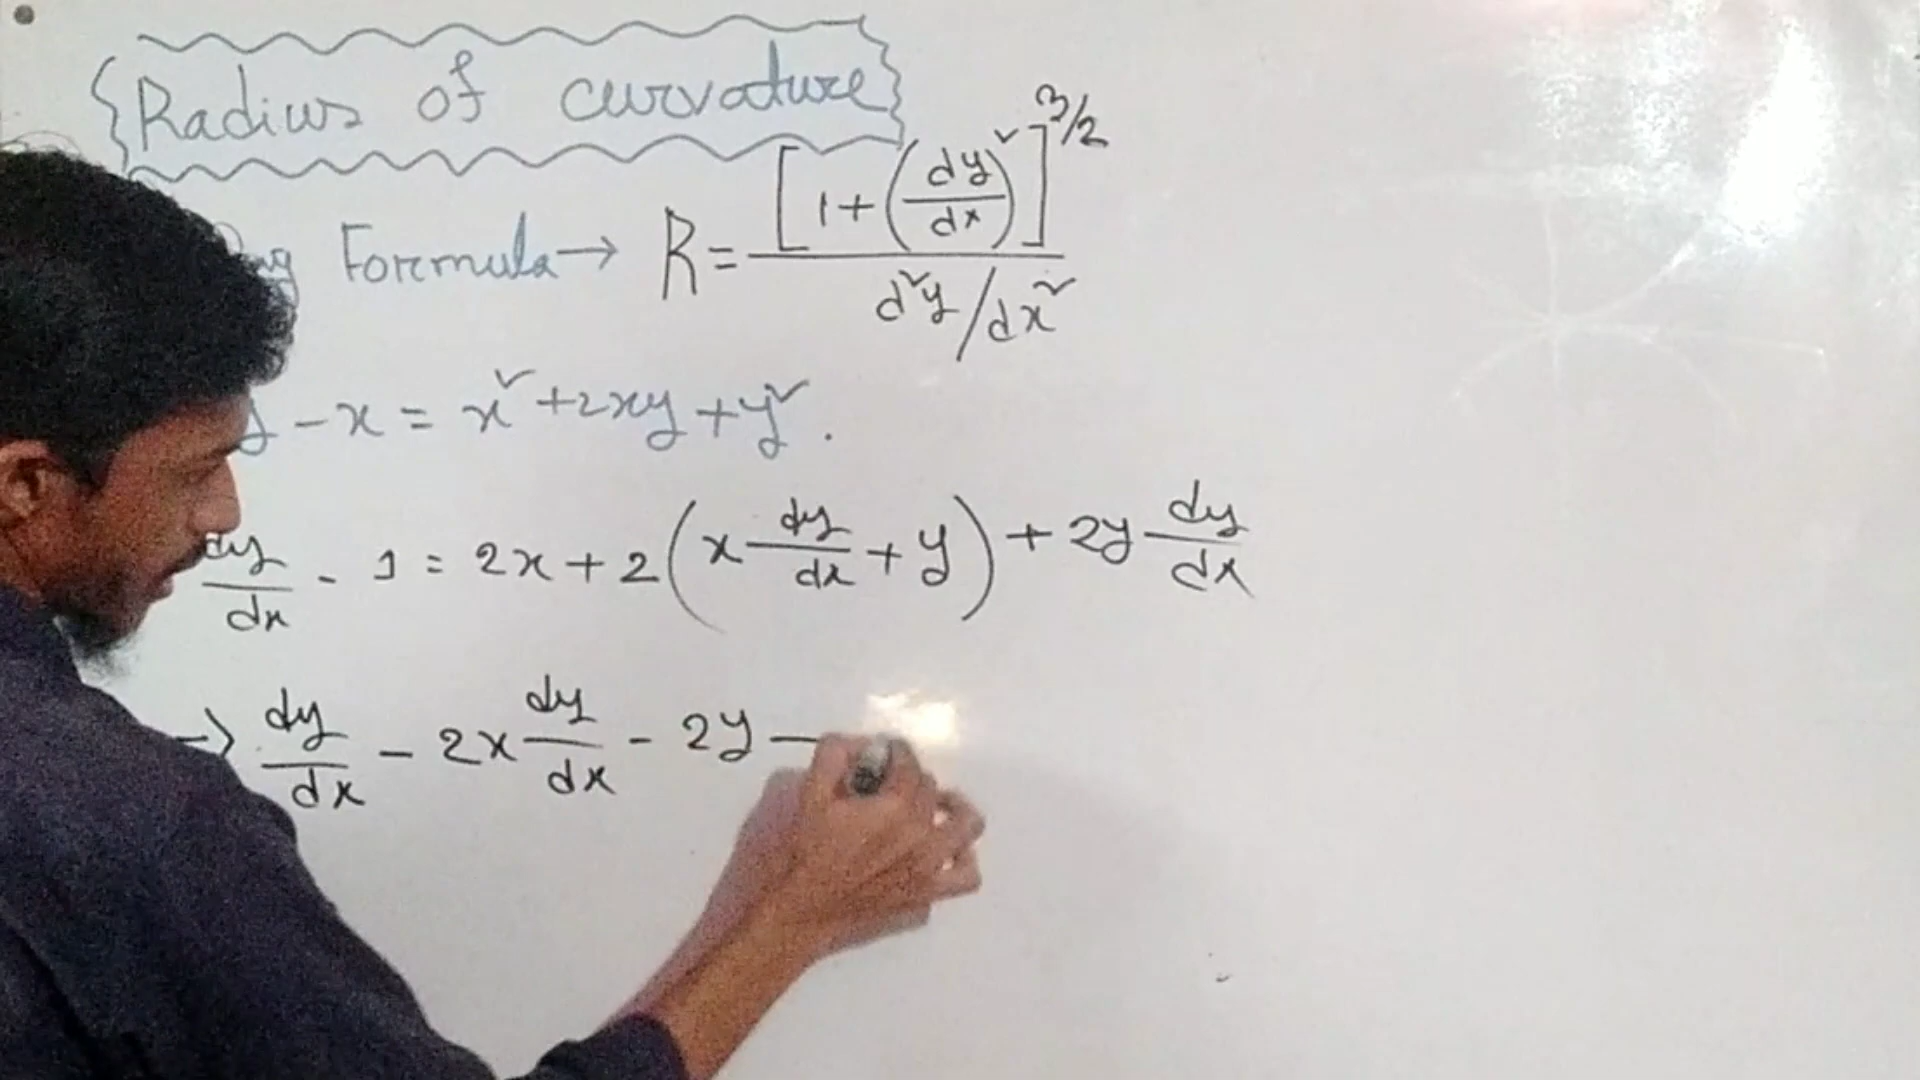 Radius of curvature
Formula → R = [1 + (dy/dx)²]^3/2 / d²y/dx²
y - x = x² + 2xy + y².
dy/dx - 1 = 2x + 2(x dy/dx + y) + 2y dy/dx
→ dy/dx - 2x dy/dx - 2y -